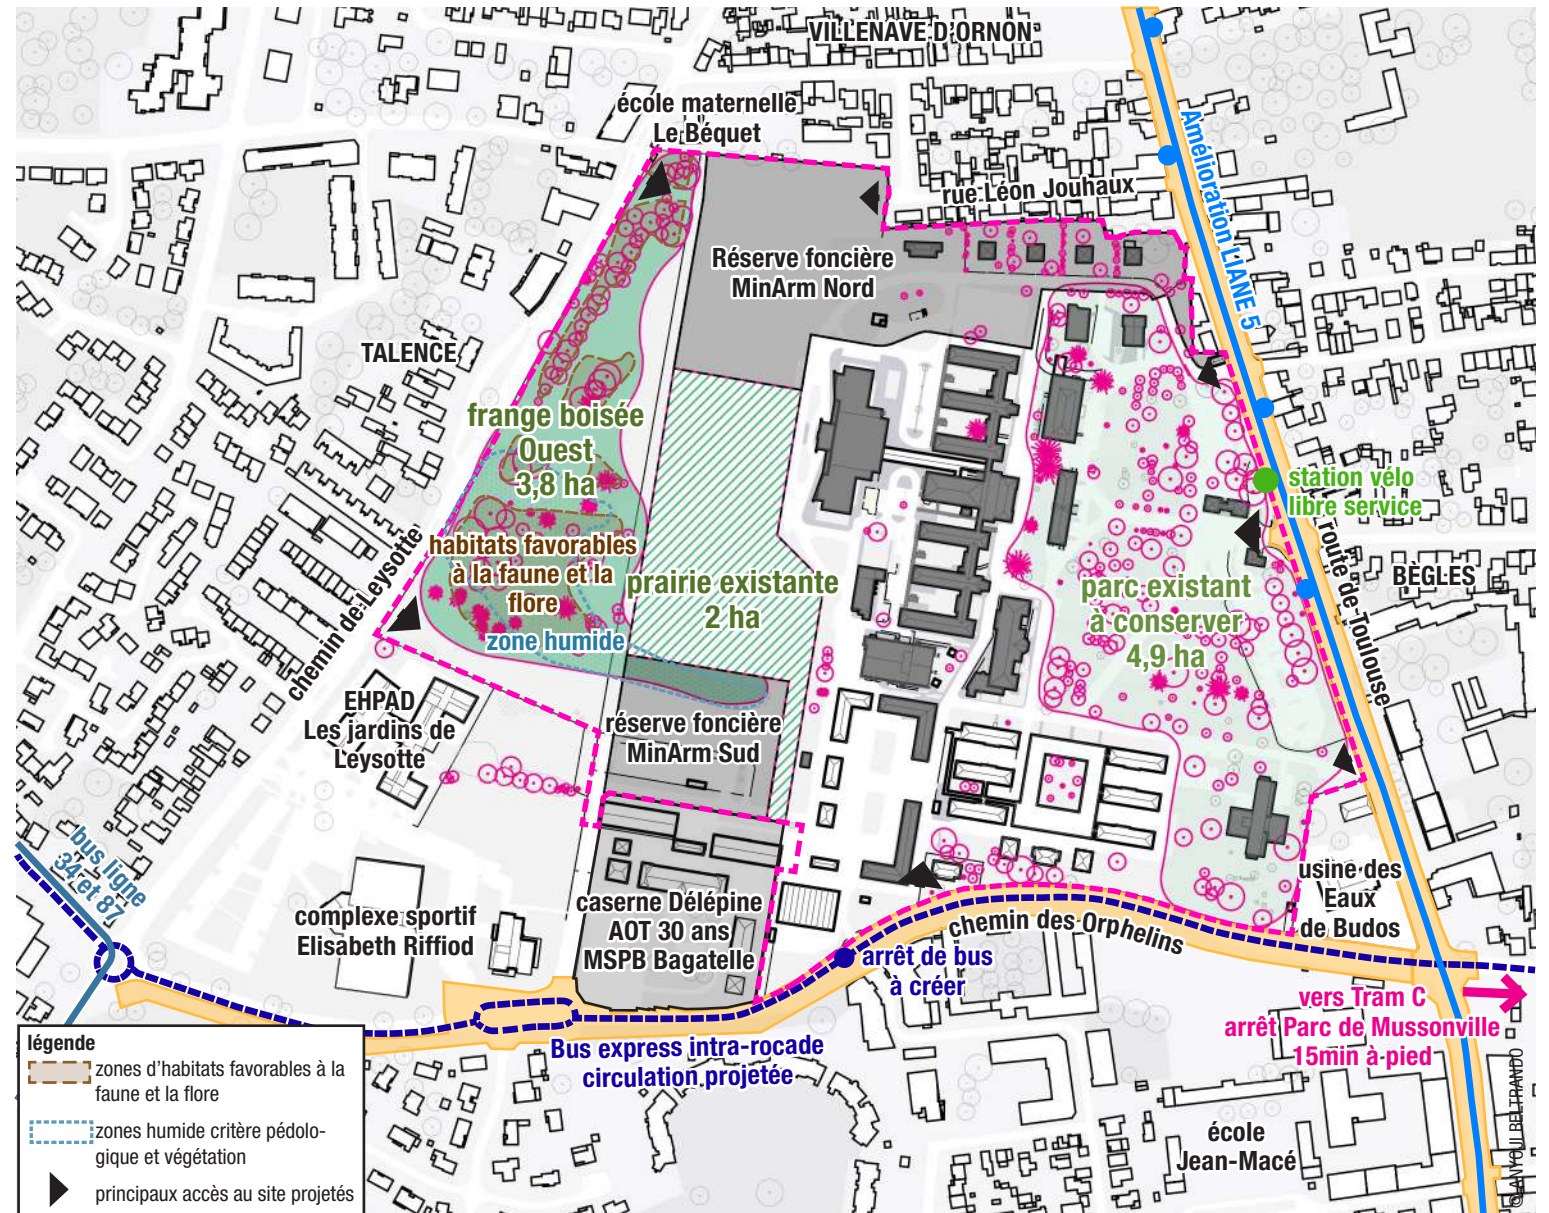 VILLENAVE D'ORNON
école maternelle
Le Béquet
rue Léon Jouhaux
Amélioration LIANE 5
Réserve foncière
MinArm Nord
TALENCE
frange boisée
Ouest
3,8 ha
station vélo
libre service
habitats favorables
à la faune et la
flore
prairie existante
2 ha
parc existant
à conserver
4,9 ha
BÈGLES
route de Toulouse
zone humide
chemin de Leysotte
EHPAD
Les jardins de
Leysotte
réserve foncière
MinArm Sud
bus ligne
34 et 87
complexe sportif
Elisabeth Riffiod
caserne Délépine
AOT 30 ans
MSPB Bagatelle
usine des
Eaux
de Budos
chemin des Orphelins
arrêt de bus
à créer
vers Tram C
arrêt Parc de Mussonville
15min à pied
Bus express intra-rocade
circulation projetée
école
Jean-Macé
légende
zones d'habitats favorables à la
faune et la flore
zones humide critère pédolo-
gique et végétation
principaux accès au site projetés
© ANYOJI BELTRANDO